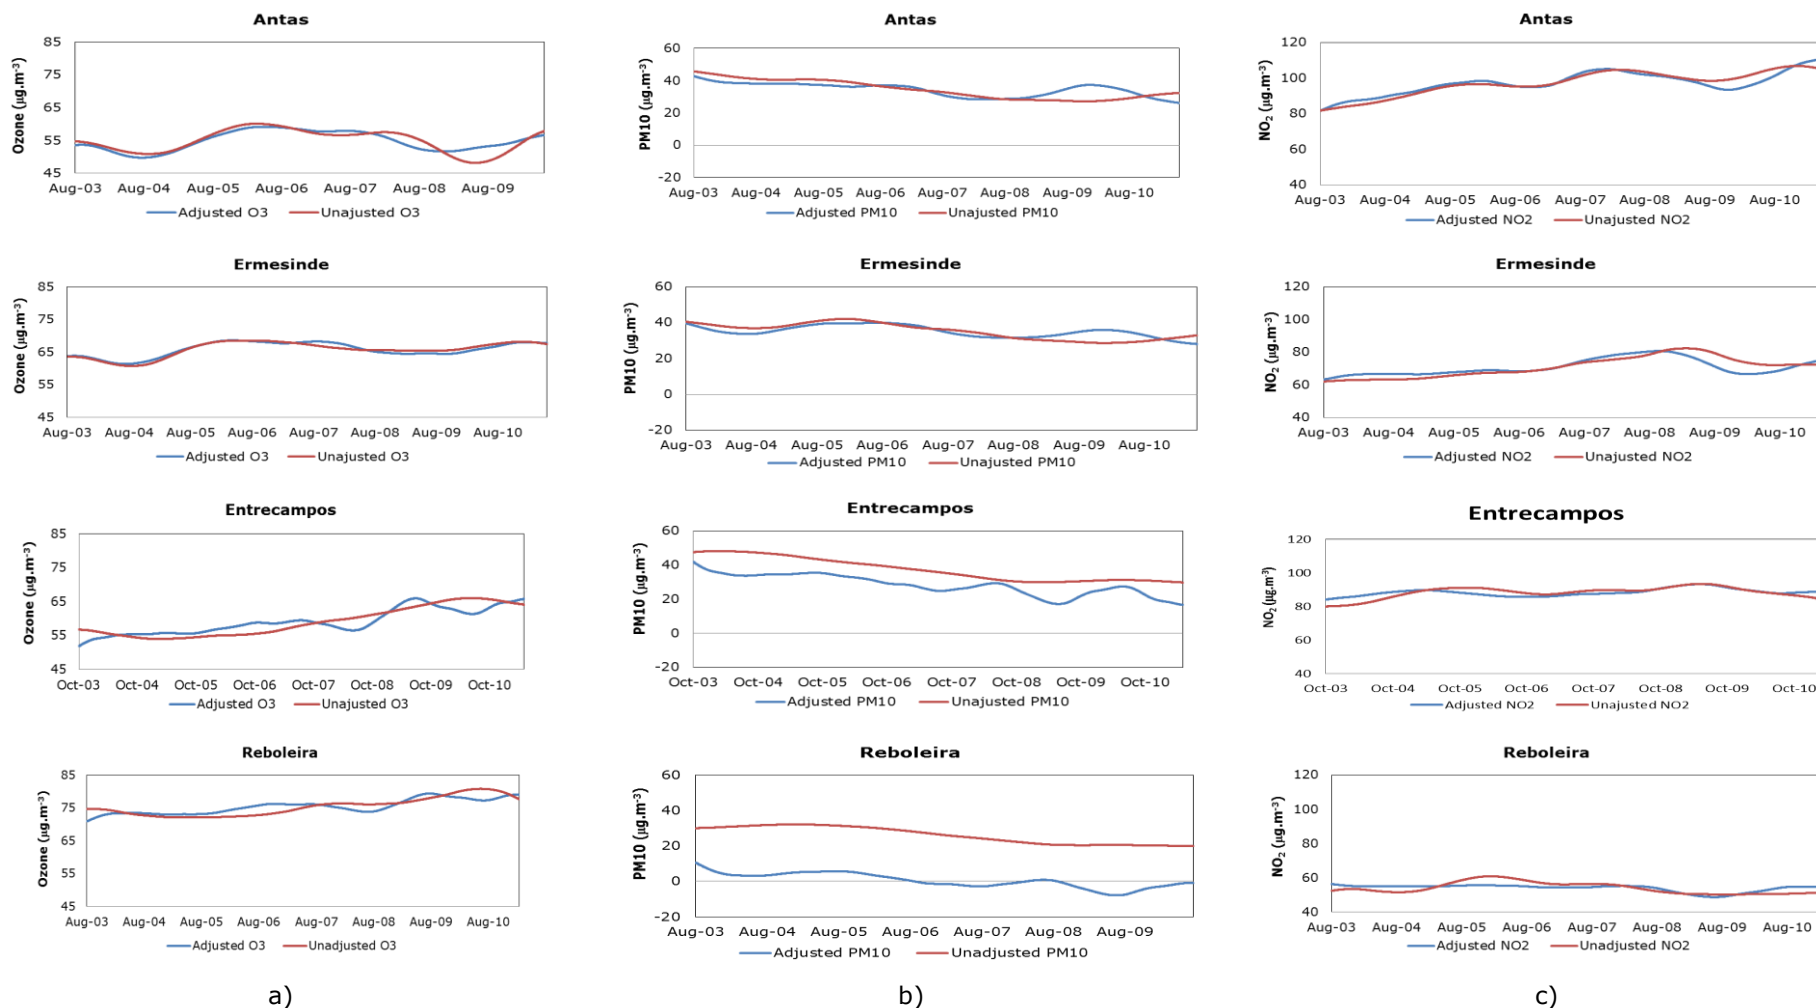 Antas
Ozone (µg.m-3)
85
75
65
55
45
Aug-03 Aug-04 Aug-05 Aug-06 Aug-07 Aug-08 Aug-09
Adjusted O3 Unajusted O3
Antas
PM10 (µg.m-3)
60
40
20
0
-20
Aug-03 Aug-04 Aug-05 Aug-06 Aug-07 Aug-08 Aug-09 Aug-10
Adjusted PM10 Unajusted PM10
Antas
NO2 (µg.m-3)
120
100
80
60
40
Aug-03 Aug-04 Aug-05 Aug-06 Aug-07 Aug-08 Aug-09 Aug-10
Adjusted NO2 Unajusted NO2
Ermesinde
Ozone (µg.m-3)
85
75
65
55
45
Aug-03 Aug-04 Aug-05 Aug-06 Aug-07 Aug-08 Aug-09 Aug-10
Adjusted O3 Unajusted O3
Ermesinde
PM10 (µg.m-3)
60
40
20
0
-20
Aug-03 Aug-04 Aug-05 Aug-06 Aug-07 Aug-08 Aug-09 Aug-10
Adjusted PM10 Unajusted PM10
Ermesinde
NO2 (µg.m-3)
120
100
80
60
40
Aug-03 Aug-04 Aug-05 Aug-06 Aug-07 Aug-08 Aug-09 Aug-10
Adjusted NO2 Unajusted NO2
Entrecampos
Ozone (µg.m-3)
85
75
65
55
45
Oct-03 Oct-04 Oct-05 Oct-06 Oct-07 Oct-08 Oct-09 Oct-10
Adjusted O3 Unajusted O3
Entrecampos
PM10 (µg.m-3)
60
40
20
0
-20
Oct-03 Oct-04 Oct-05 Oct-06 Oct-07 Oct-08 Oct-09 Oct-10
Adjusted PM10 Unajusted PM10
Entrecampos
NO2 (µg.m-3)
120
100
80
60
40
Oct-03 Oct-04 Oct-05 Oct-06 Oct-07 Oct-08 Oct-09 Oct-10
Adjusted NO2 Unajusted NO2
Reboleira
Ozone (µg.m-3)
85
75
65
55
45
Aug-03 Aug-04 Aug-05 Aug-06 Aug-07 Aug-08 Aug-09 Aug-10
Adjusted O3 Unadjusted O3
Reboleira
PM10 (µg.m-3)
60
40
20
0
-20
Aug-03 Aug-04 Aug-05 Aug-06 Aug-07 Aug-08 Aug-09
Adjusted PM10 Unadjusted PM10
Reboleira
NO2 (µg.m-3)
120
100
80
60
40
Aug-03 Aug-04 Aug-05 Aug-06 Aug-07 Aug-08 Aug-09 Aug-10
Adjusted NO2 Unajusted NO2
a) b) c)